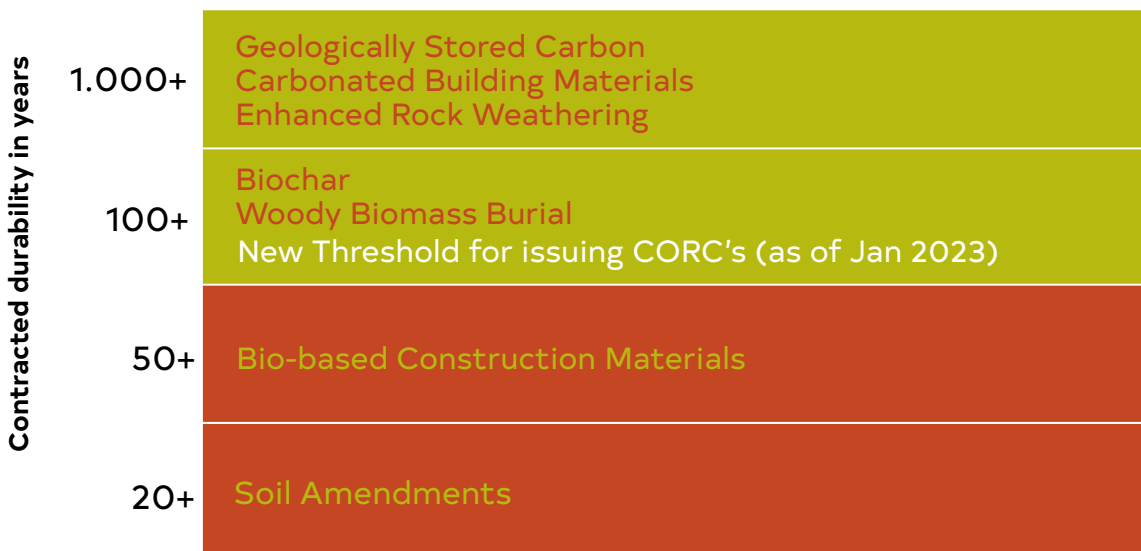 Contracted durability in years
1.000+
Geologically Stored Carbon
Carbonated Building Materials
Enhanced Rock Weathering
100+
Biochar
Woody Biomass Burial
New Threshold for issuing CORC's (as of Jan 2023)
50+
Bio-based Construction Materials
20+
Soil Amendments